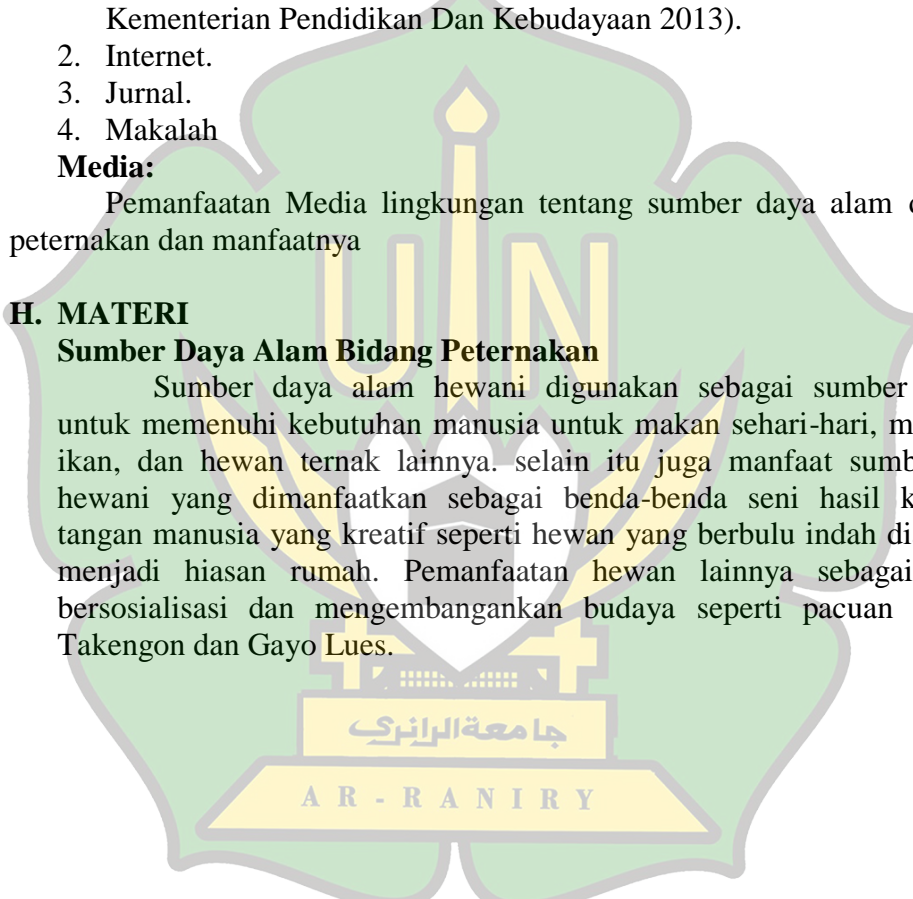 Kementerian Pendidikan Dan Kebudayaan 2013).
2. Internet.
3. Jurnal.
4. Makalah
Media:
Pemanfaatan Media lingkungan tentang sumber daya alam
peternakan dan manfaatnya
H. MATERI
Sumber Daya Alam Bidang Peternakan
Sumber daya alam hewani digunakan sebagai sumber
untuk memenuhi kebutuhan manusia untuk makan sehari-hari,
ikan, dan hewan ternak lainnya. selain itu juga manfaat
hewani yang dimanfaatkan sebagai benda-benda seni hasil
tangan manusia yang kreatif seperti hewan yang berbulu indah
menjadi hiasan rumah. Pemanfaatan hewan lainnya sebagai
bersosialisasi dan mengembangankan budaya seperti pacuan
Takengon dan Gayo Lues.
جامعة الرانري
AR-RANIRY
UIN